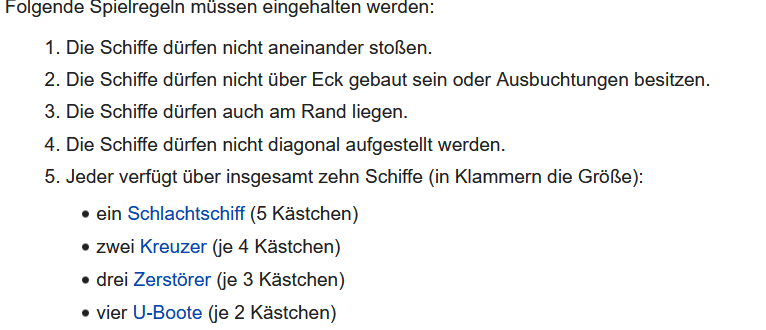 Folgende Spielregeln müssen eingehalten werden:
1. Die Schiffe dürfen nicht aneinander stoßen.
2. Die Schiffe dürfen nicht über Eck gebaut sein oder Ausbuchtungen besitzen.
3. Die Schiffe dürfen auch am Rand liegen.
4. Die Schiffe dürfen nicht diagonal aufgestellt werden.
5. Jeder verfügt über insgesamt zehn Schiffe (in Klammern die Größe):
• ein Schlachtschiff (5 Kästchen)
• zwei Kreuzer (je 4 Kästchen)
• drei Zerstörer (je 3 Kästchen)
• vier U-Boote (je 2 Kästchen)